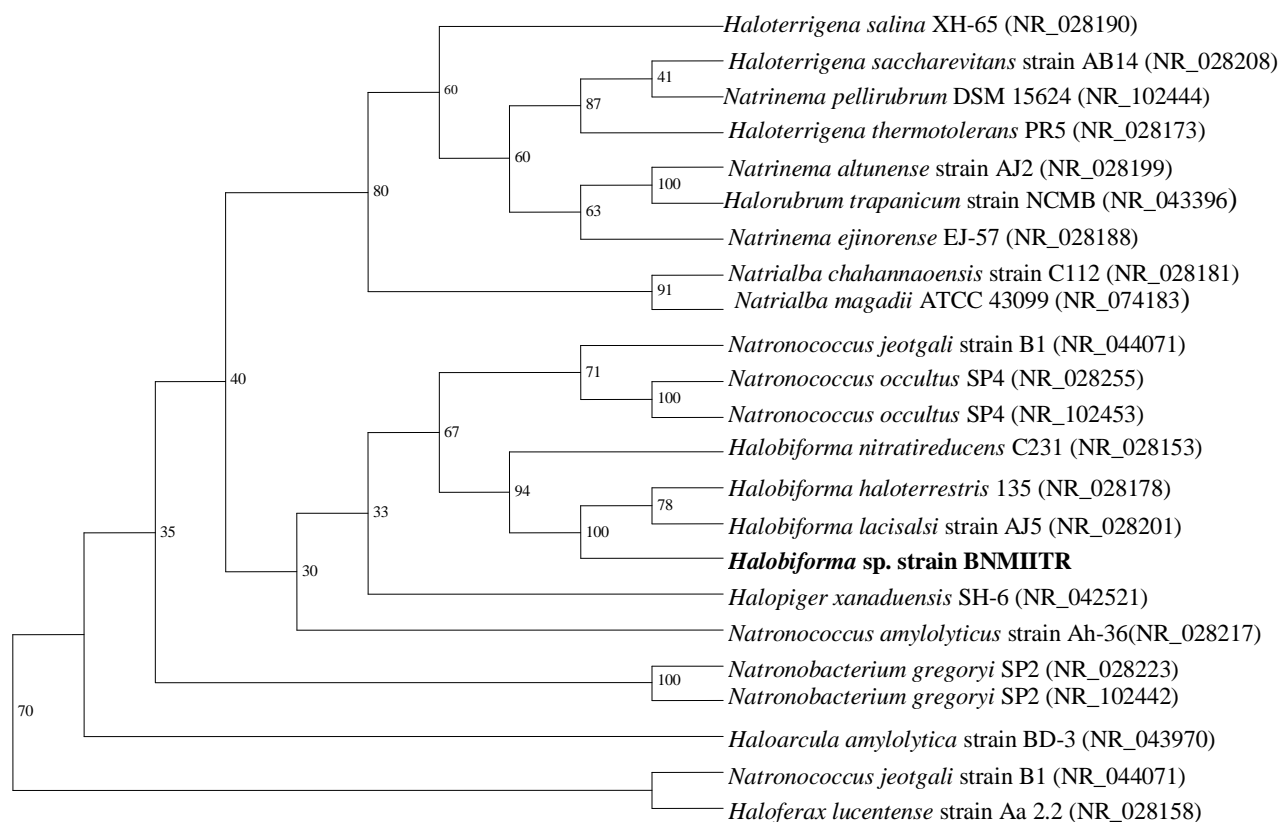 Haloterrigena salina XH-65 (NR_028190)
Haloterrigena saccharevitans strain AB14 (NR_028208)
41
Natrinema pellirubrum DSM 15624 (NR_102444)
87
60
Haloterrigena thermotolerans PR5 (NR_028173)
60
Natrinema altunense strain AJ2 (NR_028199)
100
80
Halorubrum trapanicum strain NCMB (NR_043396)
63
Natrinema ejinorense EJ-57 (NR_028188)
Natrialba chahannaoensis strain C112 (NR_028181)
91
Natrialba magadii ATCC 43099 (NR_074183)
Natronococcus jeotgali strain B1 (NR_044071)
71
40
Natronococcus occultus SP4 (NR_028255)
100
Natronococcus occultus SP4 (NR_102453)
67
Halobiforma nitratireducens C231 (NR_028153)
94
Halobiforma haloterrestris 135 (NR_028178)
78
33
Halobiforma lacisalsi strain AJ5 (NR_028201)
100
35
Halobiforma sp. strain BNMIITR
30
Halopiger xanaduensis SH-6 (NR_042521)
Natronococcus amylolyticus strain Ah-36(NR_028217)
Natronobacterium gregoryi SP2 (NR_028223)
100
Natronobacterium gregoryi SP2 (NR_102442)
70
Haloarcula amylolytica strain BD-3 (NR_043970)
Natronococcus jeotgali strain B1 (NR_044071)
Haloferax lucentense strain Aa 2.2 (NR_028158)